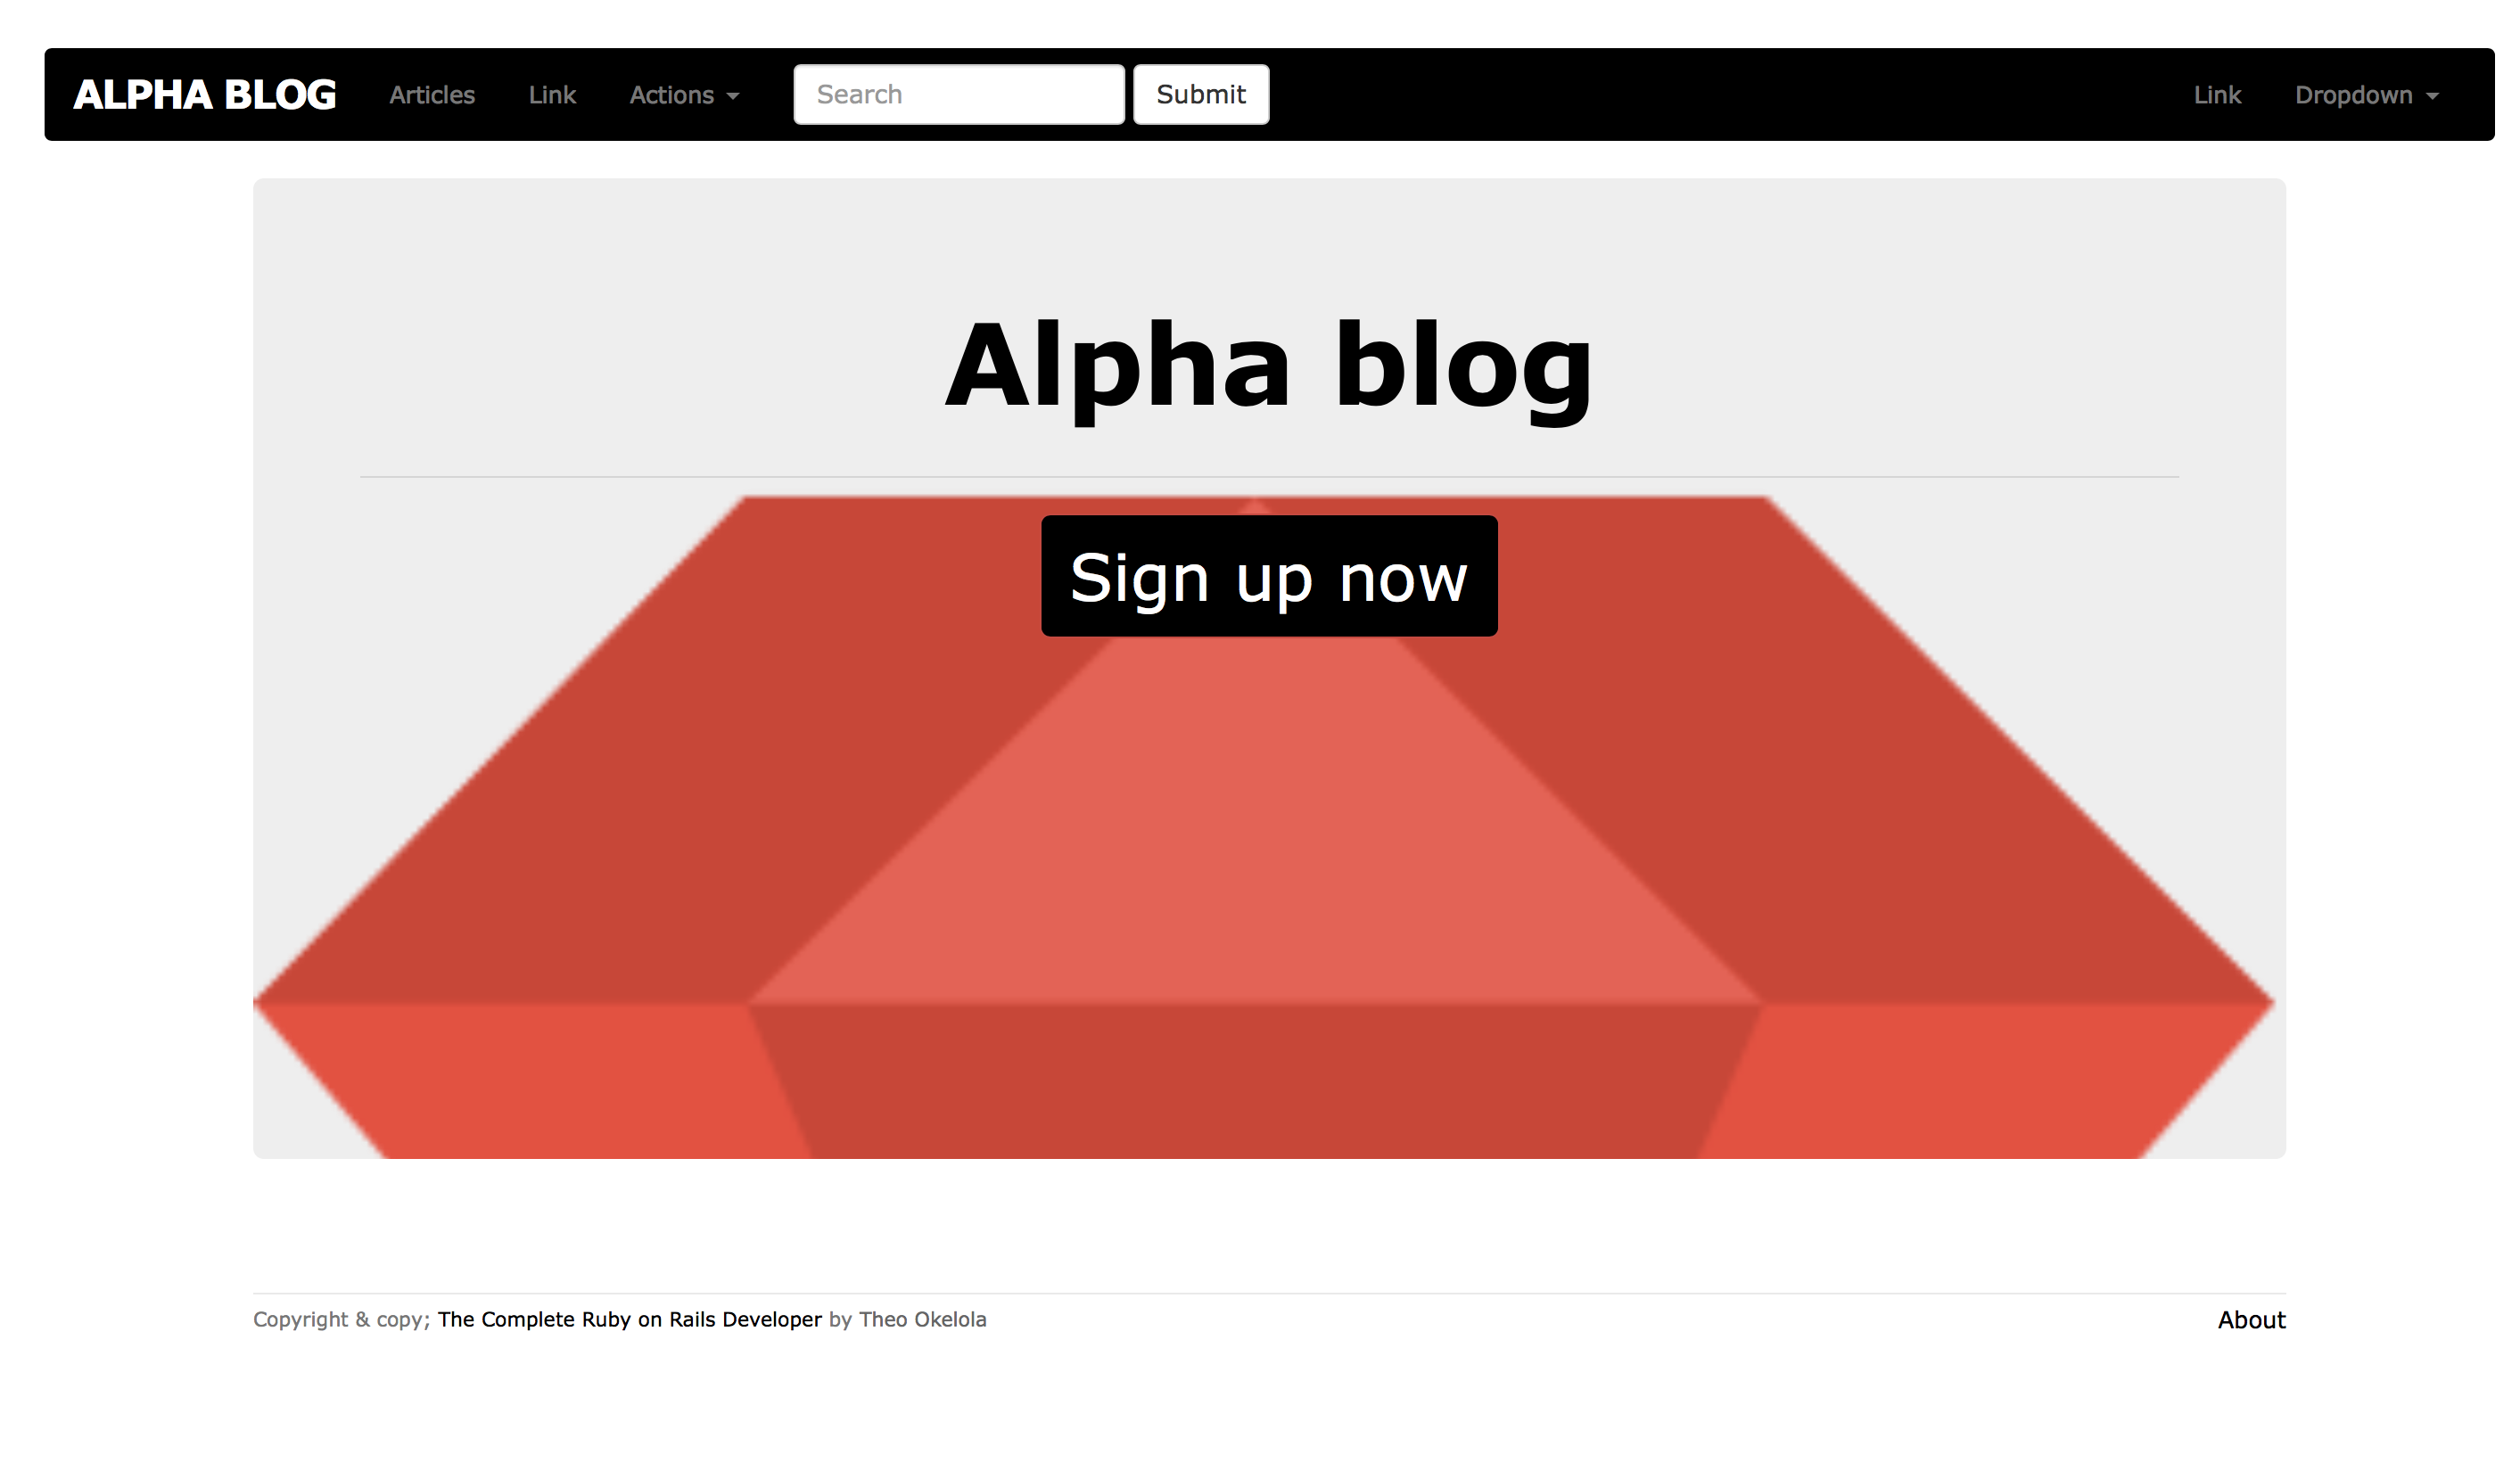 ALPHA BLOG Articles Link Actions Search Submit Link Dropdown
Alpha blog
Sign up now
Copyright & copy; The Complete Ruby on Rails Developer by Theo Okelola About